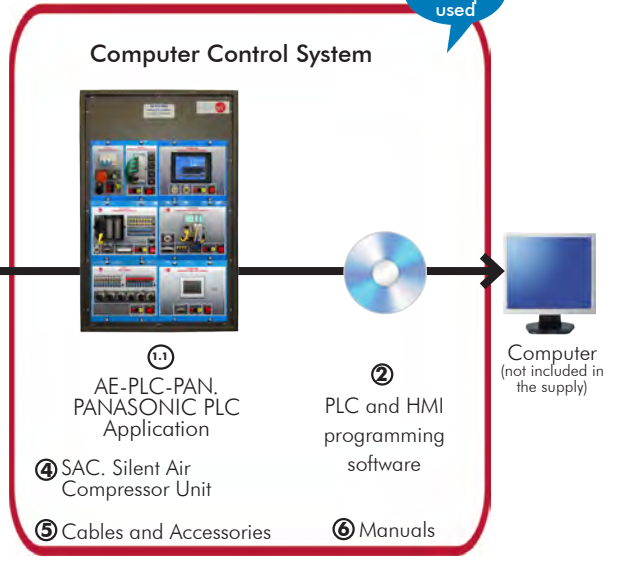 used
Computer Control System
1.1
AE-PLC-PAN.
PANASONIC PLC
Application
2
PLC and HMI
programming
software
Computer
(not included in
the supply)
4 SAC. Silent Air
Compressor Unit
5 Cables and Accessories
6 Manuals